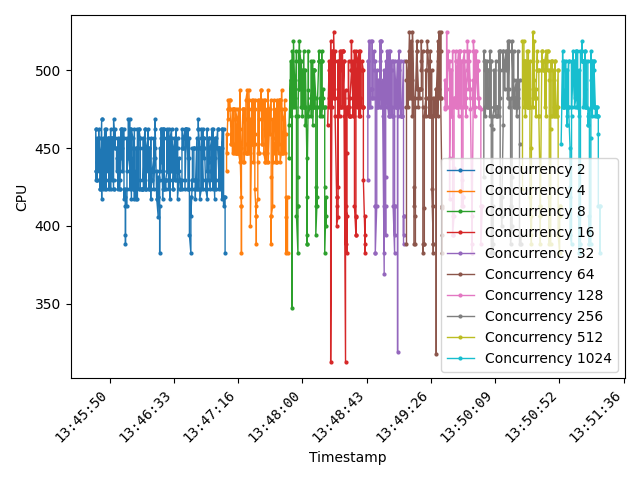 CPU
500
450
400
350
Concurrency 2
Concurrency 4
Concurrency 8
Concurrency 16
Concurrency 32
Concurrency 64
Concurrency 128
Concurrency 256
Concurrency 512
Concurrency 1024
13:45:50
13:46:33
13:47:16
13:48:00
13:48:43
13:49:26
13:50:09
13:50:52
13:51:36
Timestamp